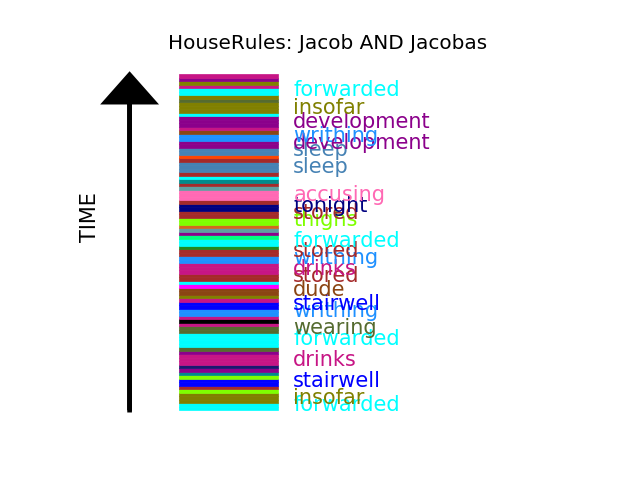 HouseRules: Jacob AND Jacobas
TIME
forwarded
insofar
development
writhing
development
sleep
sleep
accusing
tonight
stored
thighs
forwarded
stored
writhing
drinks
stored
dude
stairwell
writhing
wearing
forwarded
drinks
stairwell
insofar
forwarded